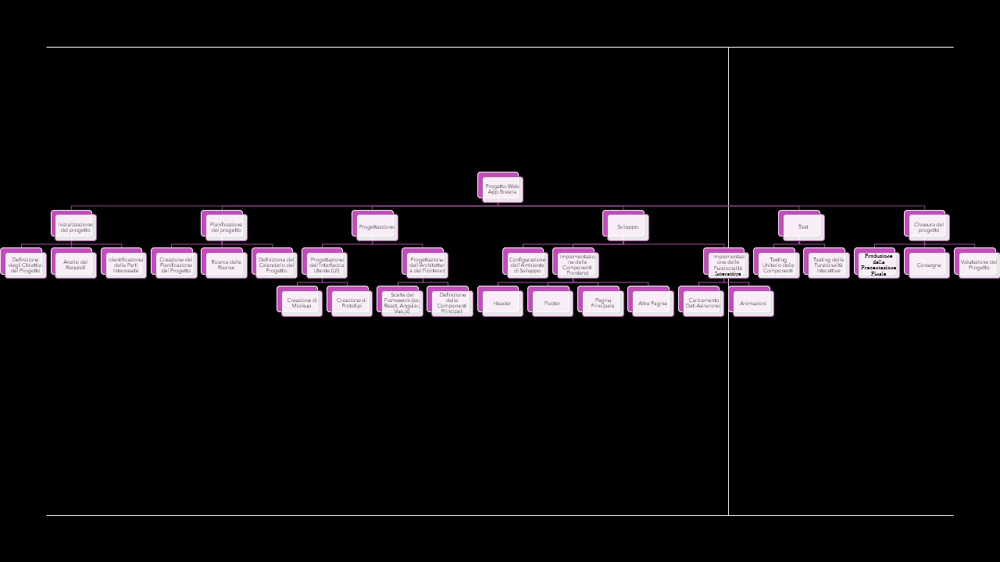 Progetto Web
App Brescia
Inizializzazione
del progetto
Pianificazione
del progetto
Progettazzione
Sviluppo
Test
Chiusura del
progetto
Definizione
degli Obiettivi
del Progetto
Analisi dei
Requisiti
Identificazione
delle Parti
Interessate
Creazione del
Pianificazione
del Progetto
Ricerca delle
Risorse
Definizione del
Calendario del
Progetto
Progettazione
dell'Interfaccia
Utente (UI)
Progettazione
dell'Architettur
a del Frontend
Configurazione
dell'Ambiente
di Sviluppo
Implementazio
ne delle
Componenti
Frontend
Implementazi
one delle
Funzionalità
Interattive
Testing
Unitario delle
Componenti
Testing delle
Funzionalità
Interattive
Produzione
della
Presentazione
Finale
Consegna
Valutazione del
Progetto
Creazione di
Mockup
Creazione di
Prototipi
Scelta del
Framework (es.
React, Angular,
Vue.js)
Definizione
delle
Componenti
Principali
Header
Footer
Pagina
Principale
Altre Pagine
Caricamento
Dati Asincrono
Animazioni